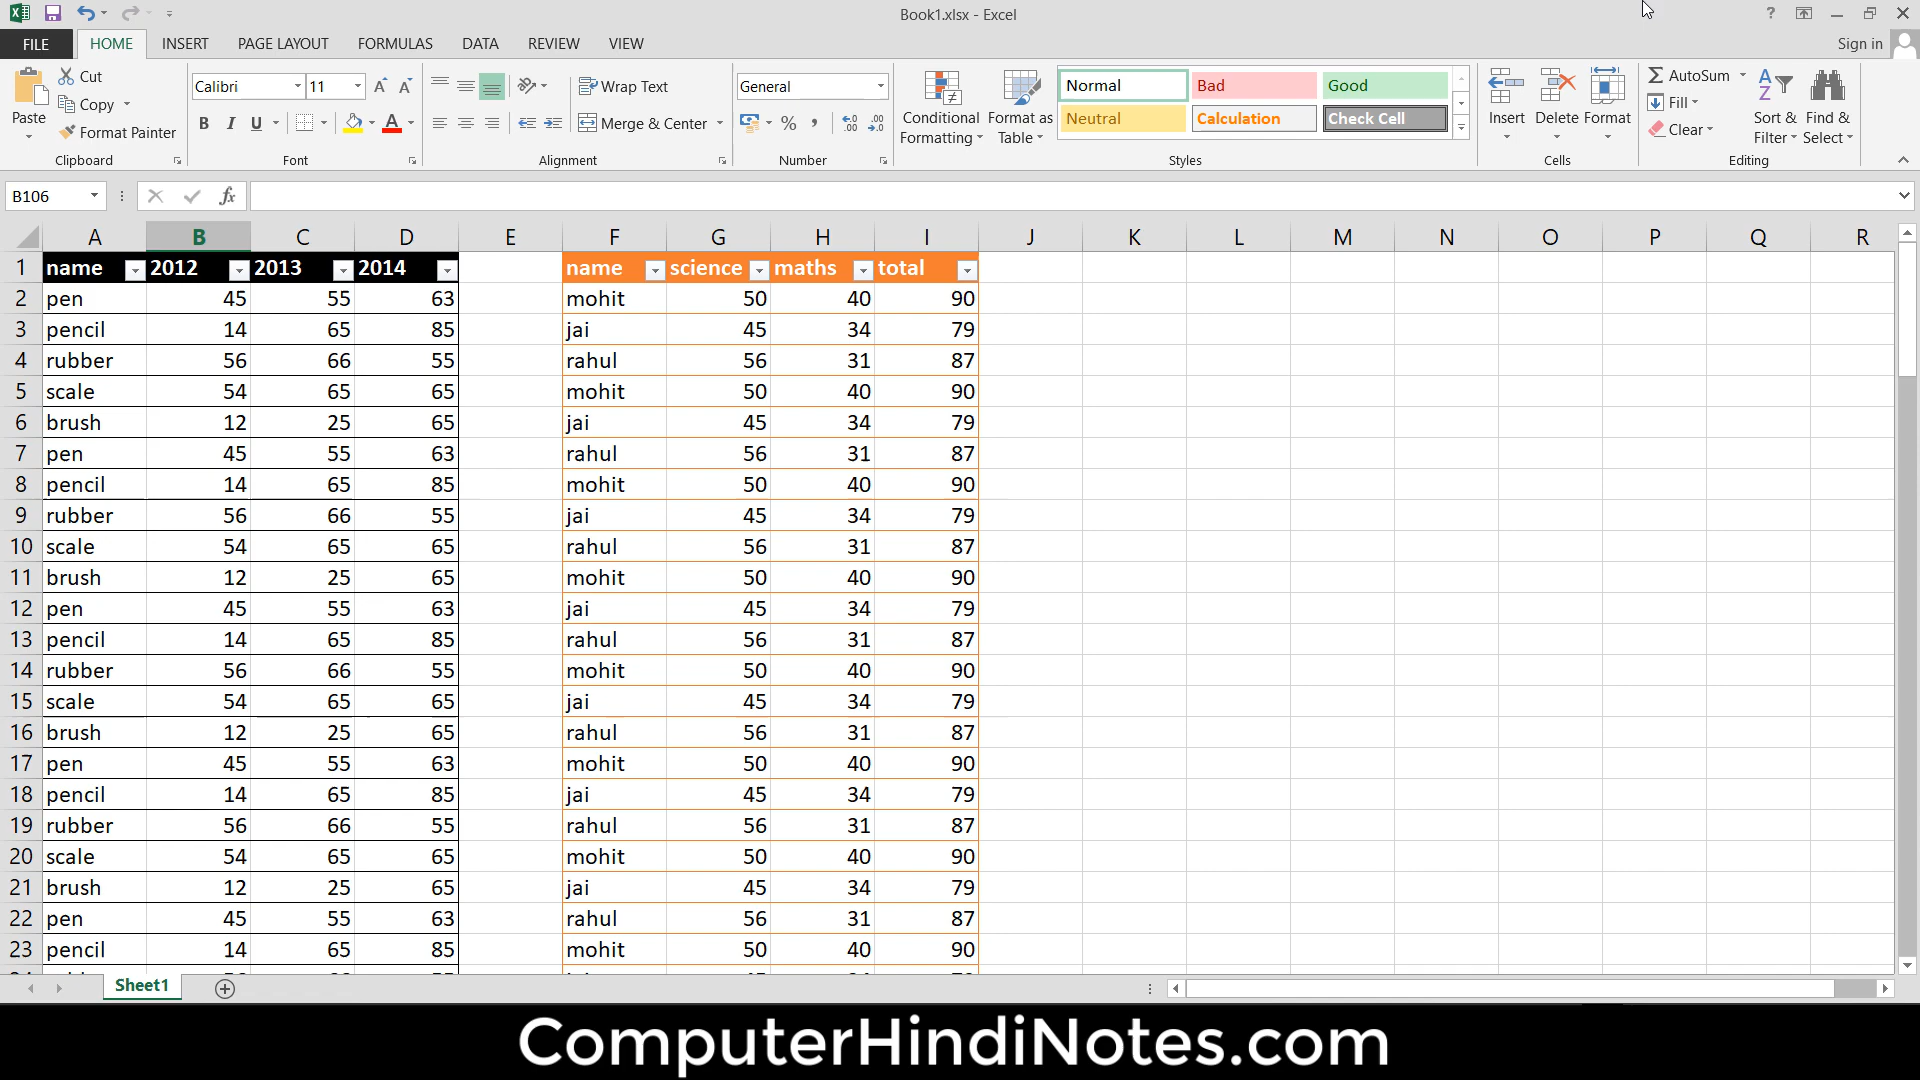 Book1.xlsx - Excel
FILE HOME INSERT PAGE LAYOUT FORMULAS DATA REVIEW VIEW Sign in
Cut
Copy
Format Painter
Paste
Clipboard
Calibri 11
B I U A
Font
Wrap Text
Merge & Center
Alignment
General
%
Number
Conditional Formatting
Format as Table
Normal Bad Good
Neutral Calculation Check Cell
Styles
Insert Delete Format
Cells
AutoSum
Fill
Clear
Sort & Filter
Find & Select
Editing
B106 fx
A B C D E F G H I J K L M N O P Q R
1 name 2012 2013 2014 name science maths total
2 pen 45 55 63 mohit 50 40 90
3 pencil 14 65 85 jai 45 34 79
4 rubber 56 66 55 rahul 56 31 87
5 scale 54 65 65 mohit 50 40 90
6 brush 12 25 65 jai 45 34 79
7 pen 45 55 63 rahul 56 31 87
8 pencil 14 65 85 mohit 50 40 90
9 rubber 56 66 55 jai 45 34 79
10 scale 54 65 65 rahul 56 31 87
11 brush 12 25 65 mohit 50 40 90
12 pen 45 55 63 jai 45 34 79
13 pencil 14 65 85 rahul 56 31 87
14 rubber 56 66 55 mohit 50 40 90
15 scale 54 65 65 jai 45 34 79
16 brush 12 25 65 rahul 56 31 87
17 pen 45 55 63 mohit 50 40 90
18 pencil 14 65 85 jai 45 34 79
19 rubber 56 66 55 rahul 56 31 87
20 scale 54 65 65 mohit 50 40 90
21 brush 12 25 65 jai 45 34 79
22 pen 45 55 63 rahul 56 31 87
23 pencil 14 65 85 mohit 50 40 90
Sheet1
ComputerHindiNotes.com